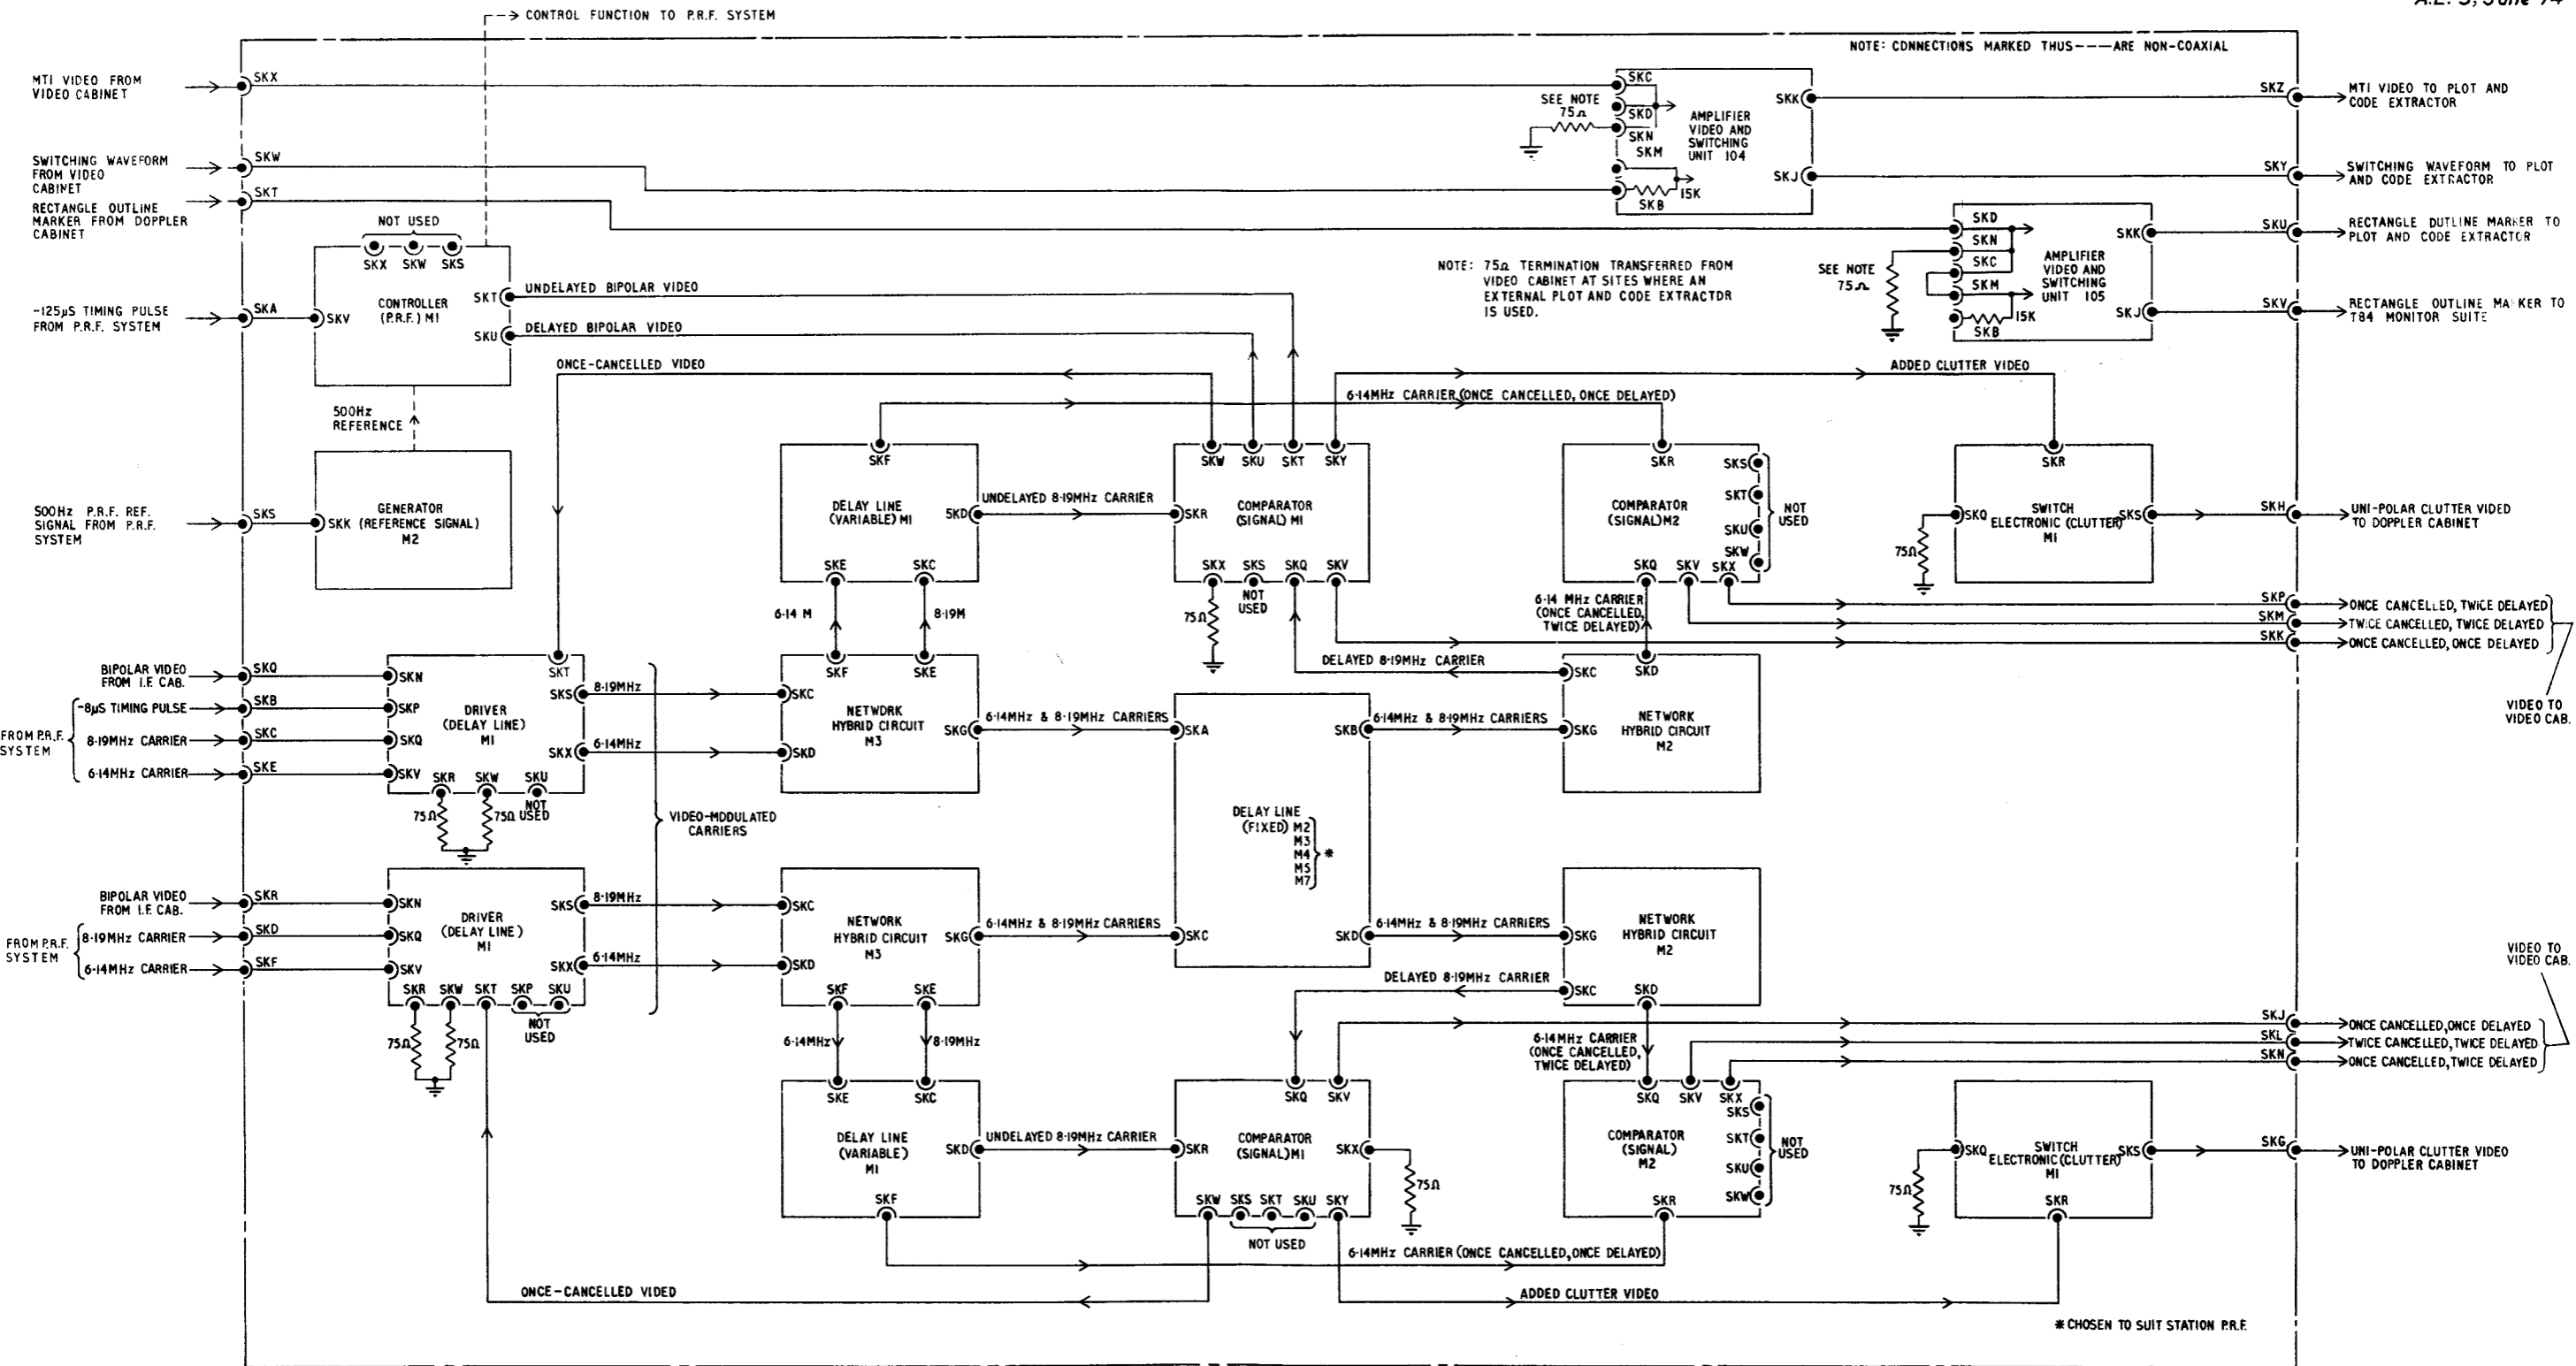 A.L. 3, June 74
CONTROL FUNCTION TO P.R.F. SYSTEM
NOTE: CONNECTIONS MARKED THUS ---- ARE NON-COAXIAL
MTI VIDEO FROM
VIDEO CABINET
SKX
SWITCHING WAVEFORM
FROM VIDEO
CABINET
SKW
RECTANGLE OUTLINE
MARKER FROM DOPPLER
CABINET
SKT
SEE NOTE
75Ω
SKC
SKD
SKN
SKM
SKB
15K
AMPLIFIER
VIDEO AND
SWITCHING
UNIT 104
SKK
SKJ
SKZ
MTI VIDEO TO PLOT AND
CODE EXTRACTOR
SKY
SWITCHING WAVEFORM TO PLOT
AND CODE EXTRACTOR
NOT USED
SKX SKW SKS
CONTROLLER
(P.R.F.) M1
SKV
SKT
SKU
-125µS TIMING PULSE
FROM P.R.F. SYSTEM
SKA
UNDELAYED BIPOLAR VIDEO
DELAYED BIPOLAR VIDEO
NOTE: 75Ω TERMINATION TRANSFERRED FROM
VIDEO CABINET AT SITES WHERE AN
EXTERNAL PLOT AND CODE EXTRACTOR
IS USED.
SEE NOTE
75Ω
SKD
SKN
SKC
SKM
SKB
15K
AMPLIFIER
VIDEO AND
SWITCHING
UNIT 105
SKK
SKJ
SKU
RECTANGLE OUTLINE MARKER TO
PLOT AND CODE EXTRACTOR
SKV
RECTANGLE OUTLINE MARKER TO
T84 MONITOR SUITE
ONCE-CANCELLED VIDEO
6·14MHz CARRIER (ONCE CANCELLED, ONCE DELAYED)
ADDED CLUTTER VIDEO
500Hz
REFERENCE
500Hz P.R.F. REF.
SIGNAL FROM P.R.F.
SYSTEM
SKS
SKK
GENERATOR
(REFERENCE SIGNAL)
M2
SKF
DELAY LINE
(VARIABLE) M1
SKD
SKE
SKC
UNDELAYED 8·19MHz CARRIER
SKW SKU SKT SKY
SKR
COMPARATOR
(SIGNAL) M1
SKX SKS SKQ SKV
NOT
USED
75Ω
SKR
COMPARATOR
(SIGNAL) M2
SKS
SKT
SKU
SKW
NOT
USED
SKQ SKV SKX
SKR
SKQ
SWITCH
ELECTRONIC (CLUTTER)
M1
SKS
75Ω
SKH
UNI-POLAR CLUTTER VIDEO
TO DOPPLER CABINET
6·14 M
8·19M
6·14 MHz CARRIER
(ONCE CANCELLED,
TWICE DELAYED)
SKP
ONCE CANCELLED, TWICE DELAYED
SKM
TWICE CANCELLED, TWICE DELAYED
SKK
ONCE CANCELLED, ONCE DELAYED
VIDEO TO
VIDEO CAB.
DELAYED 8·19MHz CARRIER
BIPOLAR VIDEO
FROM I.F. CAB.
SKQ
FROM P.R.F.
SYSTEM
-8µS TIMING PULSE
SKB
8·19MHz CARRIER
SKC
6·14MHz CARRIER
SKE
SKT
SKN
SKP
SKQ
SKV
DRIVER
(DELAY LINE)
M1
SKS
SKX
SKR SKW SKU
NOT
USED
75Ω
75Ω
8·19MHz
6·14MHz
VIDEO-MODULATED
CARRIERS
SKF SKE
SKC
SKD
NETWORK
HYBRID CIRCUIT
M3
SKG
6·14MHz & 8·19MHz CARRIERS
SKA
SKB
DELAY LINE
(FIXED) M2
M3
M4
M5
M7
*
SKC
SKD
6·14MHz & 8·19MHz CARRIERS
SKC
SKD
SKG
NETWORK
HYBRID CIRCUIT
M2
BIPOLAR VIDEO
FROM I.F. CAB.
SKR
FROM P.R.F.
SYSTEM
8·19MHz CARRIER
SKD
6·14MHz CARRIER
SKF
SKN
SKQ
SKV
DRIVER
(DELAY LINE)
M1
SKS
SKX
SKR SKW SKT SKP SKU
NOT
USED
75Ω
75Ω
8·19MHz
6·14MHz
SKC
SKD
NETWORK
HYBRID CIRCUIT
M3
SKG
SKF SKE
6·14MHz & 8·19MHz CARRIERS
6·14MHz & 8·19MHz CARRIERS
SKG
NETWORK
HYBRID CIRCUIT
M2
SKC
SKD
DELAYED 8·19MHz CARRIER
VIDEO TO
VIDEO CAB.
6·14MHz
8·19MHz
6·14MHz CARRIER
(ONCE CANCELLED,
TWICE DELAYED)
SKJ
ONCE CANCELLED, ONCE DELAYED
SKL
TWICE CANCELLED, TWICE DELAYED
SKN
ONCE CANCELLED, TWICE DELAYED
SKE SKC
DELAY LINE
(VARIABLE)
M1
SKD
SKF
UNDELAYED 8·19MHz CARRIER
SKQ SKV
SKR
COMPARATOR
(SIGNAL) M1
SKX
75Ω
SKW SKS SKT SKU SKY
NOT USED
SKQ SKV SKX
COMPARATOR
(SIGNAL)
M2
SKS
SKT
SKU
SKW
NOT
USED
SKR
SKQ
SWITCH
ELECTRONIC (CLUTTER)
M1
SKS
SKR
75Ω
SKG
UNI-POLAR CLUTTER VIDEO
TO DOPPLER CABINET
6·14MHz CARRIER (ONCE CANCELLED, ONCE DELAYED)
ONCE-CANCELLED VIDEO
ADDED CLUTTER VIDEO
* CHOSEN TO SUIT STATION P.R.F.